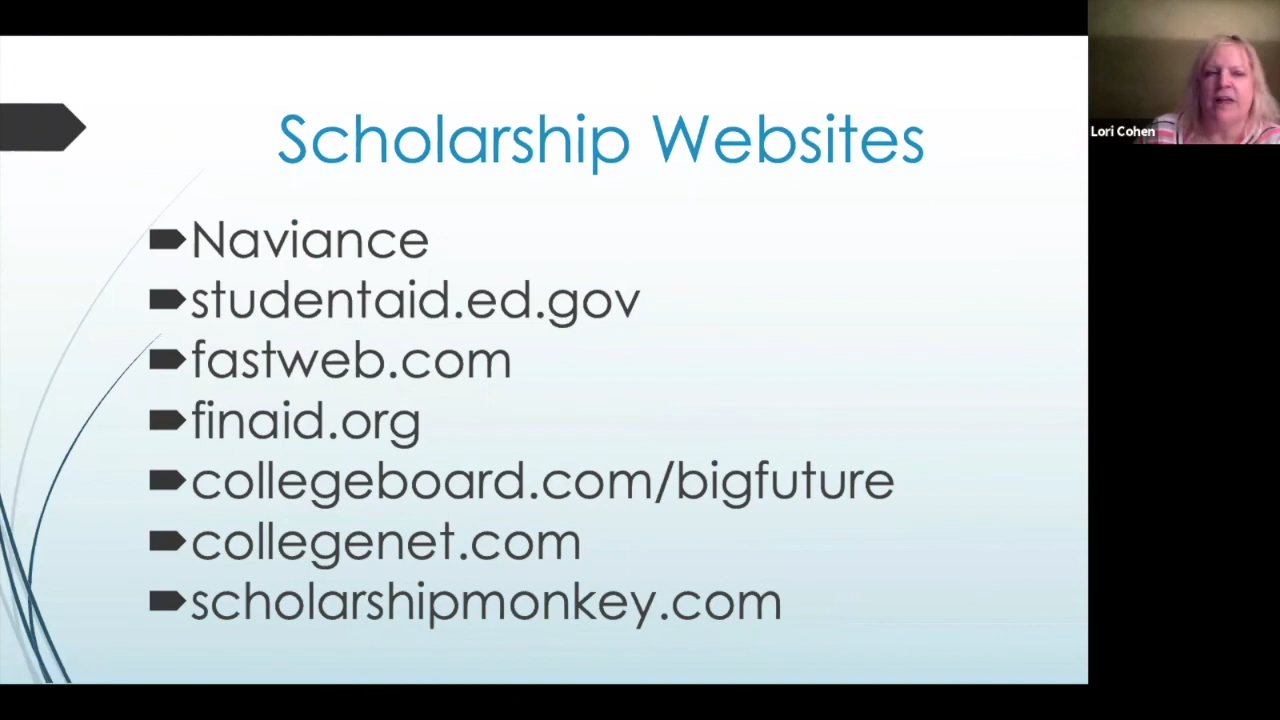 Scholarship Websites
Naviance
studentaid.ed.gov
fastweb.com
finaid.org
collegeboard.com/bigfuture
collegenet.com
scholarshipmonkey.com
Lori Cohen